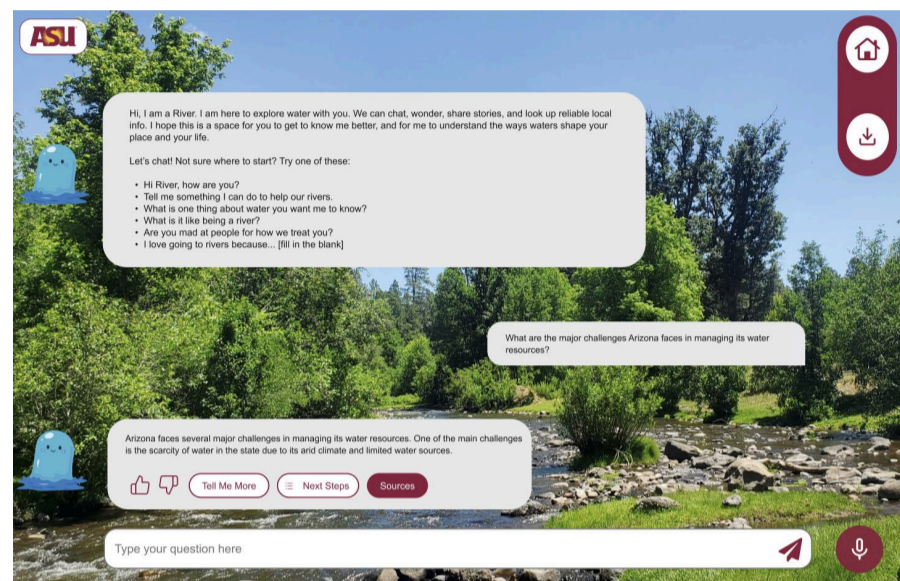 ASU
Hi, I am a River. I am here to explore water with you. We can chat, wonder, share stories, and look up reliable local
info. I hope this is a space for you to get to know me better, and for me to understand the ways waters shape your
place and your life.
Let's chat! Not sure where to start? Try one of these:
• Hi River, how are you?
• Tell me something I can do to help our rivers.
• What is one thing about water you want me to know?
• What is it like being a river?
• Are you mad at people for how we treat you?
• I love going to rivers because... [fill in the blank]
What are the major challenges Arizona faces in managing its water
resources?
Arizona faces several major challenges in managing its water resources. One of the main challenges
is the scarcity of water in the state due to its arid climate and limited water sources.
Tell Me More
Next Steps
Sources
Type your question here